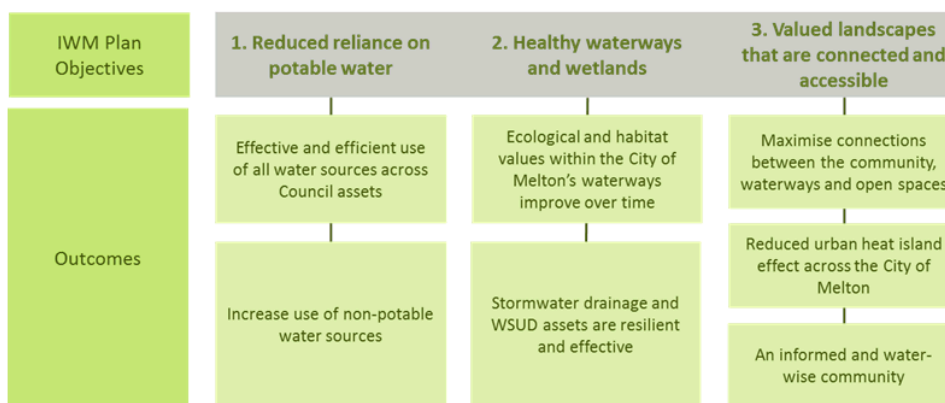 IWM Plan
Objectives
1. Reduced reliance on
potable water
2. Healthy waterways
and wetlands
3. Valued landscapes
that are connected and
accessible
Outcomes
Effective and efficient use
of all water sources across
Council assets
Increase use of non-potable
water sources
Ecological and habitat
values within the City of
Melton's waterways
improve over time
Stormwater drainage and
WSUD assets are resilient
and effective
Maximise connections
between the community,
waterways and open spaces
Reduced urban heat island
effect across the City of
Melton
An informed and water-
wise community